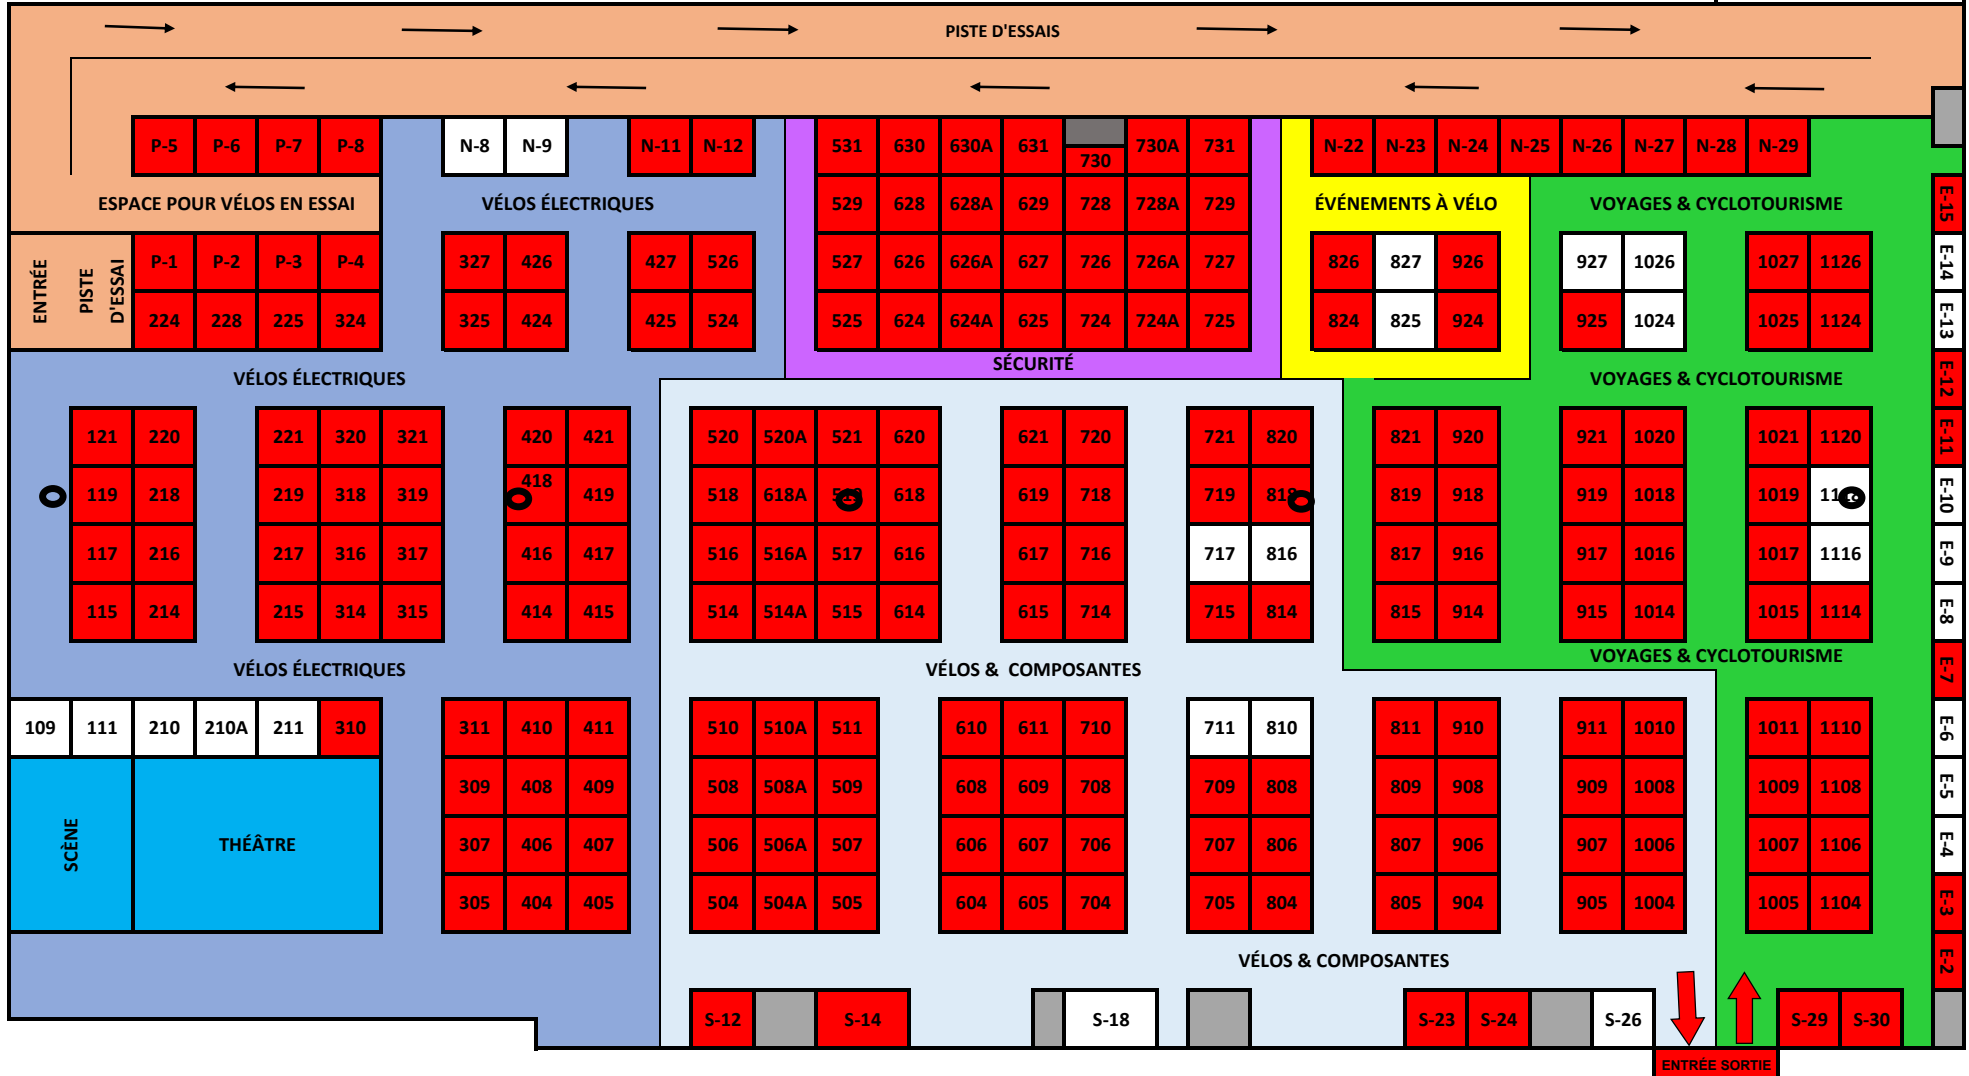 PISTE D'ESSAIS
P-5 P-6 P-7 P-8 N-8 N-9 N-11 N-12 531 630 630A 631 730 730A 731 N-22 N-23 N-24 N-25 N-26 N-27 N-28 N-29
ESPACE POUR VÉLOS EN ESSAI VÉLOS ÉLECTRIQUES 529 628 628A 629 728 728A 729 ÉVÉNEMENTS À VÉLO VOYAGES & CYCLOTOURISME E-15
ENTRÉE
PISTE
D'ESSAI
P-1 P-2 P-3 P-4 327 426 427 526 527 626 626A 627 726 726A 727 826 827 926 927 1026 1027 1126 E-14
224 228 225 324 325 424 425 524 525 624 624A 625 724 724A 725 824 825 924 925 1024 1025 1124 E-13
SÉCURITÉ
VÉLOS ÉLECTRIQUES VOYAGES & CYCLOTOURISME E-12
121 220 221 320 321 420 421 520 520A 521 620 621 720 721 820 821 920 921 1020 1021 1120 E-11
119 218 219 318 319 418 419 518 618A 618 619 718 719 819 918 919 1018 1019 E-10
117 216 217 316 317 416 417 516 516A 517 616 617 716 717 816 817 916 917 1016 1017 1116 E-9
115 214 215 314 315 414 415 514 514A 515 614 615 714 715 814 815 914 915 1014 1015 1114 E-8
VÉLOS ÉLECTRIQUES VÉLOS & COMPOSANTES VOYAGES & CYCLOTOURISME E-7
109 111 210 210A 211 310 311 410 411 510 510A 511 610 611 710 711 810 811 910 911 1010 1011 1110 E-6
309 408 409 508 508A 509 608 609 708 709 808 809 908 909 1008 1009 1108 E-5
SCÈNE
THÉÂTRE
307 406 407 506 506A 507 606 607 706 707 806 807 906 907 1006 1007 1106 E-4
305 404 405 504 504A 505 604 605 704 705 804 805 904 905 1004 1005 1104 E-3
VÉLOS & COMPOSANTES E-2
S-12 S-14 S-18 S-23 S-24 S-26 S-29 S-30
ENTRÉE SORTIE